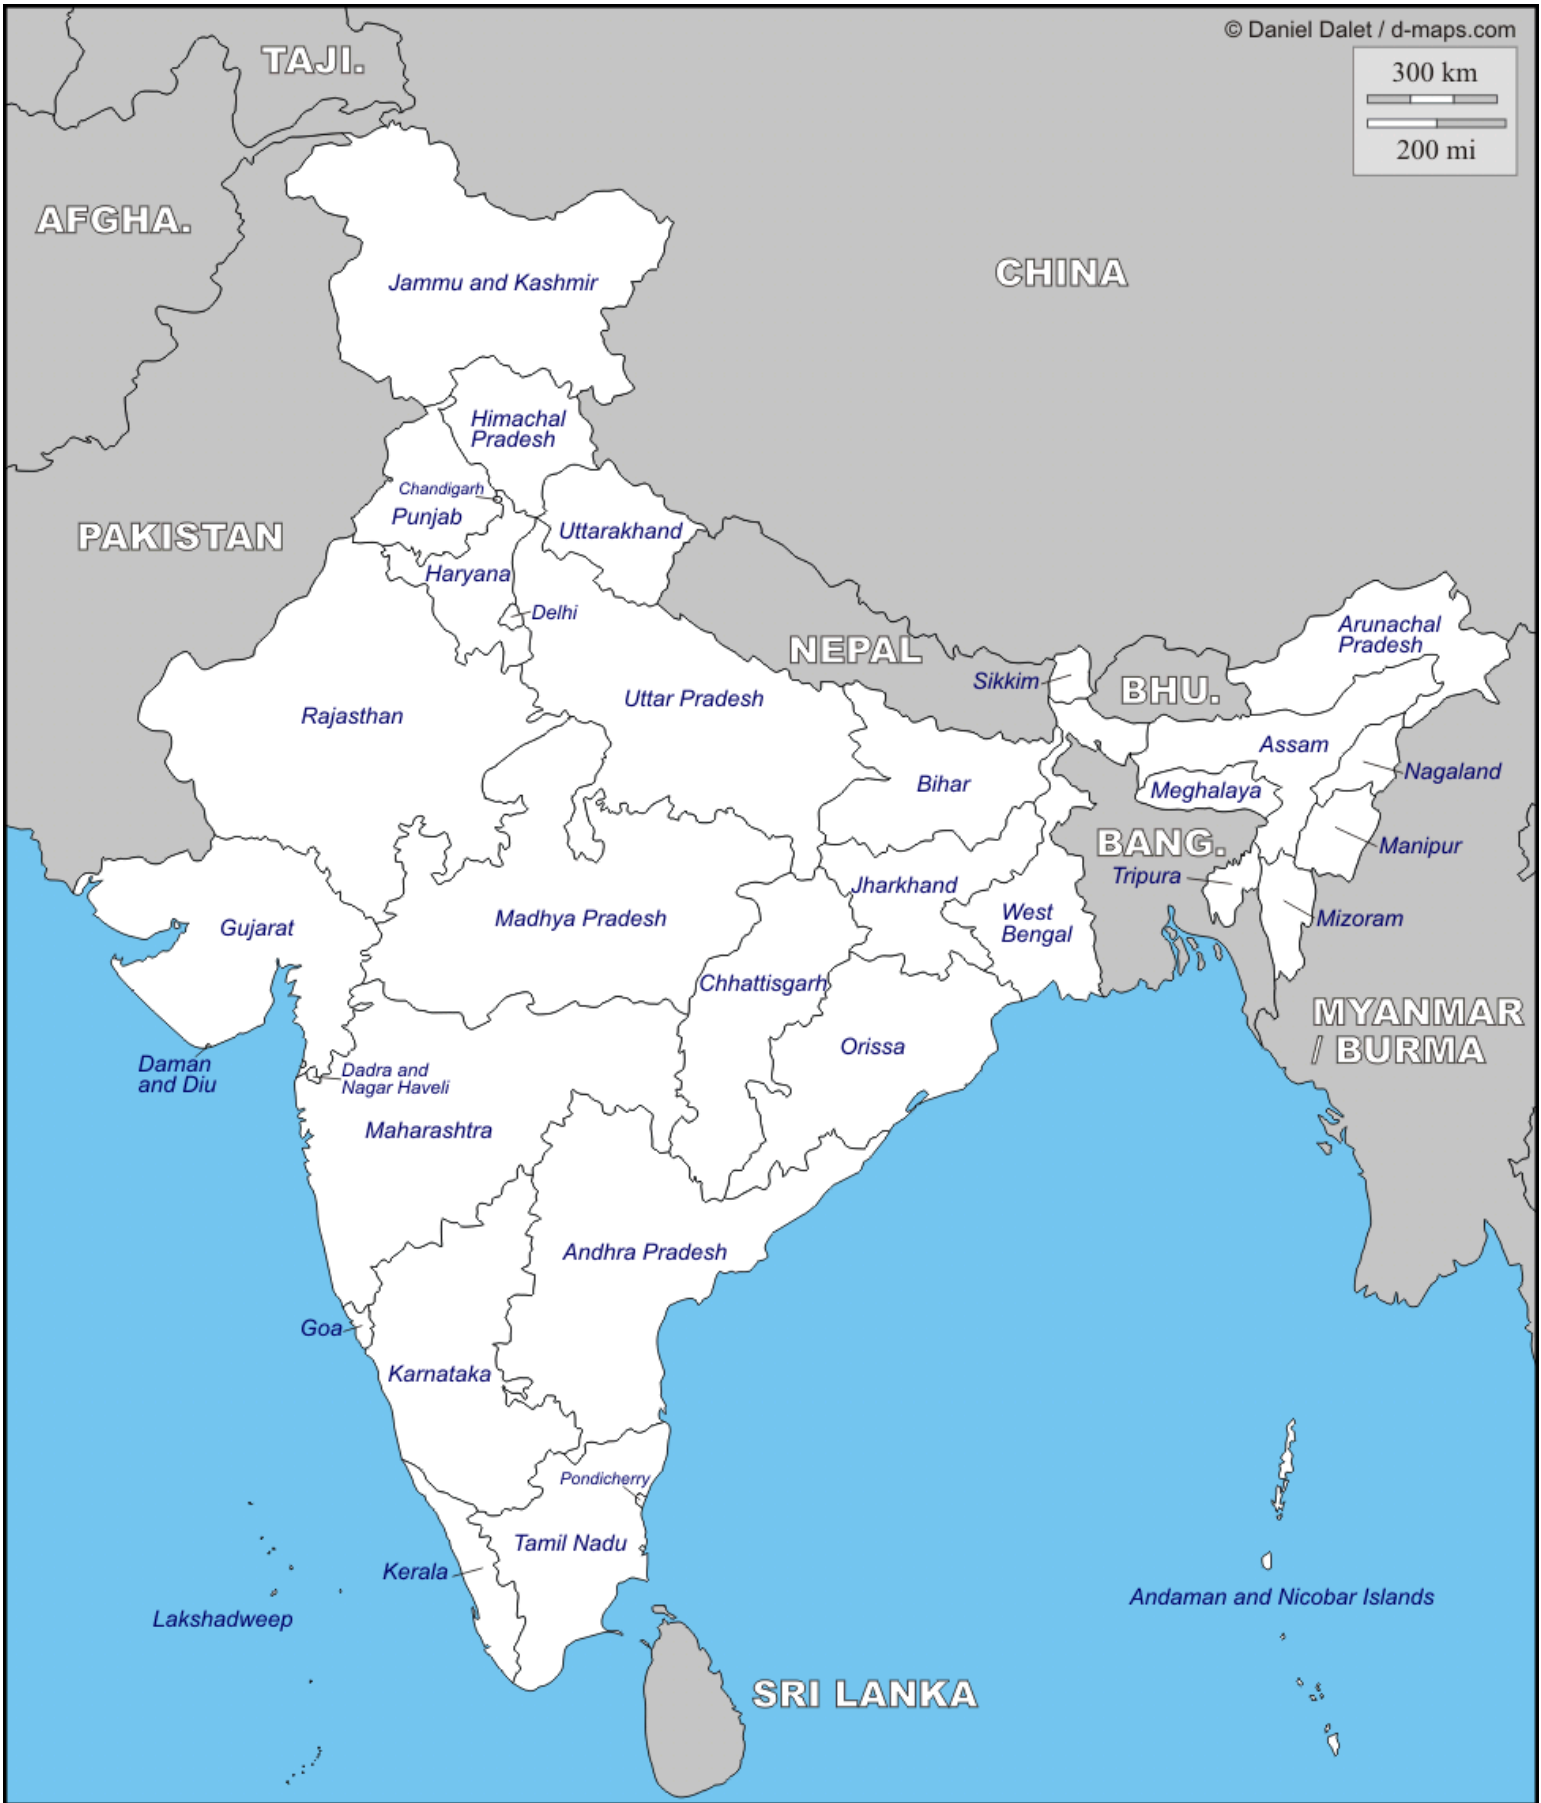 © Daniel Dalet / d-maps.com
TAJI.
300 km
200 mi
AFGHA.
CHINA
Jammu and Kashmir
Himachal
Pradesh
Chandigarh
Punjab
PAKISTAN
Uttarakhand
Haryana
Delhi
NEPAL
Arunachal
Pradesh
Sikkim
BHU.
Uttar Pradesh
Rajasthan
Assam
Nagaland
Bihar
Meghalaya
BANG.
Manipur
Tripura
Jharkhand
West
Bengal
Mizoram
Madhya Pradesh
Gujarat
Chhattisgarh
MYANMAR
/ BURMA
Orissa
Daman
and Diu
Dadra and
Nagar Haveli
Maharashtra
Andhra Pradesh
Goa
Karnataka
Pondicherry
Tamil Nadu
Kerala
Andaman and Nicobar Islands
Lakshadweep
SRI LANKA